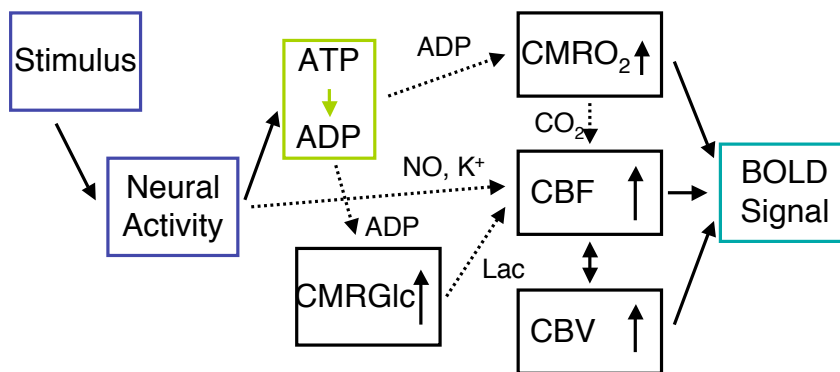 Stimulus
Neural
Activity
ATP
ADP
ADP
CMRO₂
CO₂
NO, K⁺
ADP
CMRGlc
Lac
CBF
CBV
BOLD
Signal